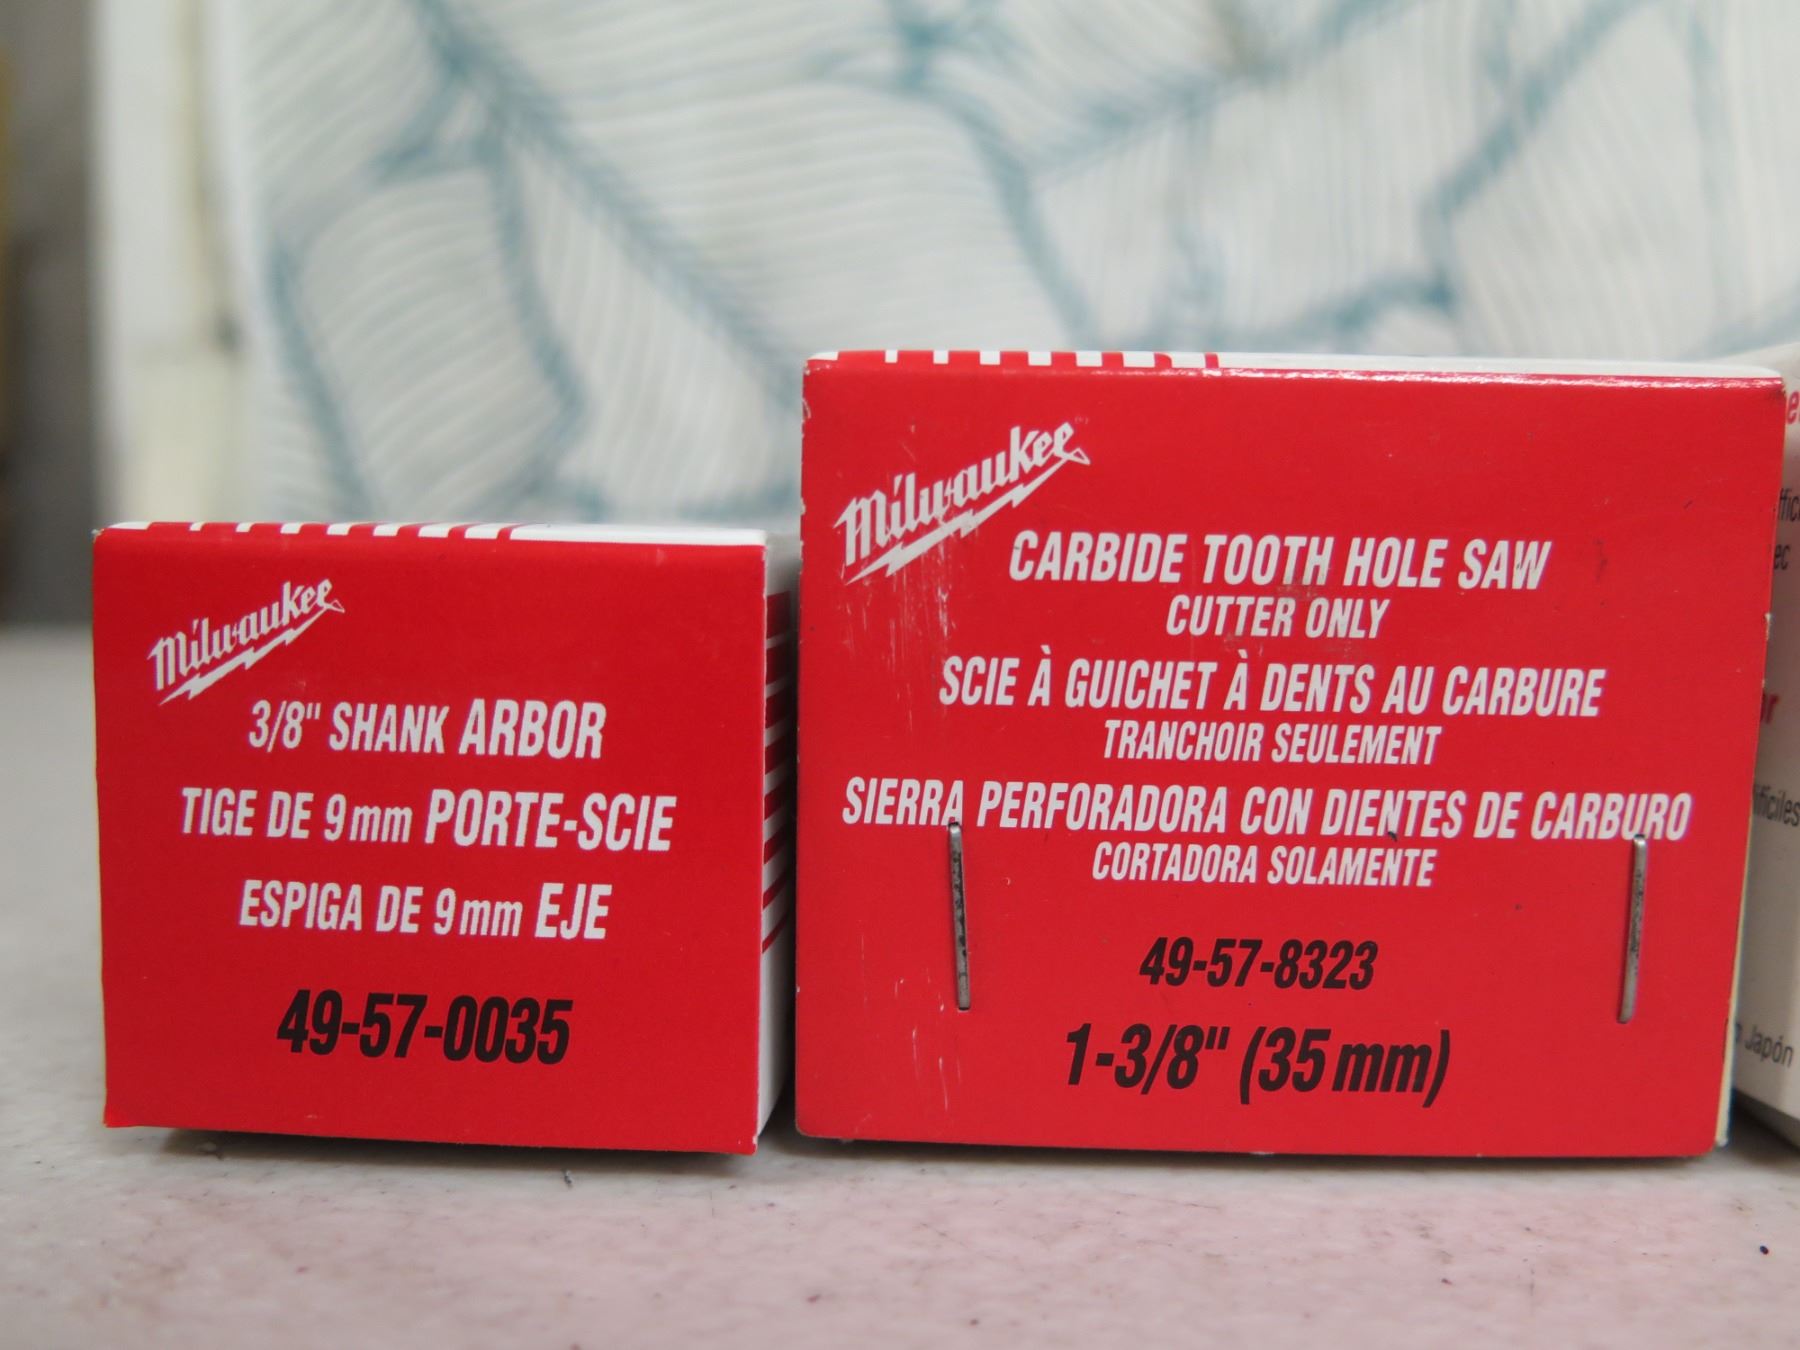 Milwaukee
3/8" SHANK ARBOR
TIGE DE 9mm PORTE-SCIE
ESPIGA DE 9mm EJE
49-57-0035
Milwaukee
CARBIDE TOOTH HOLE SAW
CUTTER ONLY
SCIE À GUICHET À DENTS AU CARBURE
TRANCHOIR SEULEMENT
SIERRA PERFORADORA CON DIENTES DE CARBURO
CORTADORA SOLAMENTE
49-57-8323
1-3/8" (35mm)
Japón